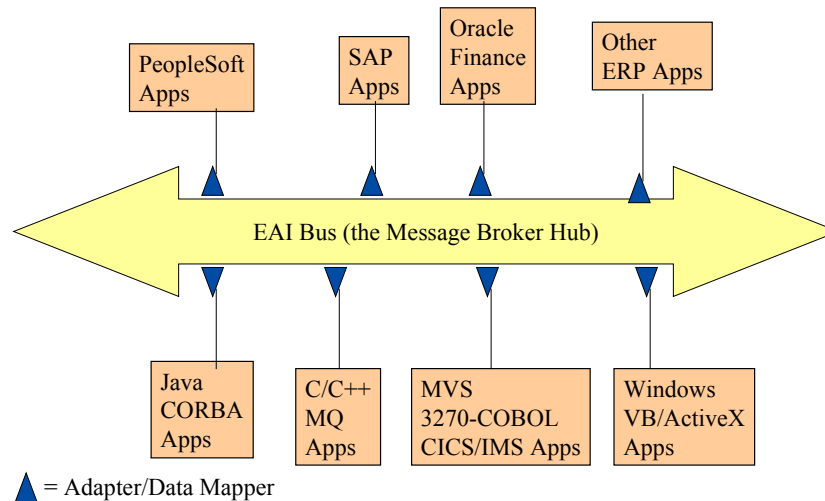 PeopleSoft
Apps
SAP
Apps
Oracle
Finance
Apps
Other
ERP Apps
EAI Bus (the Message Broker Hub)
Java
CORBA
Apps
C/C++
MQ
Apps
MVS
3270-COBOL
CICS/IMS Apps
Windows
VB/ActiveX
Apps
= Adapter/Data Mapper